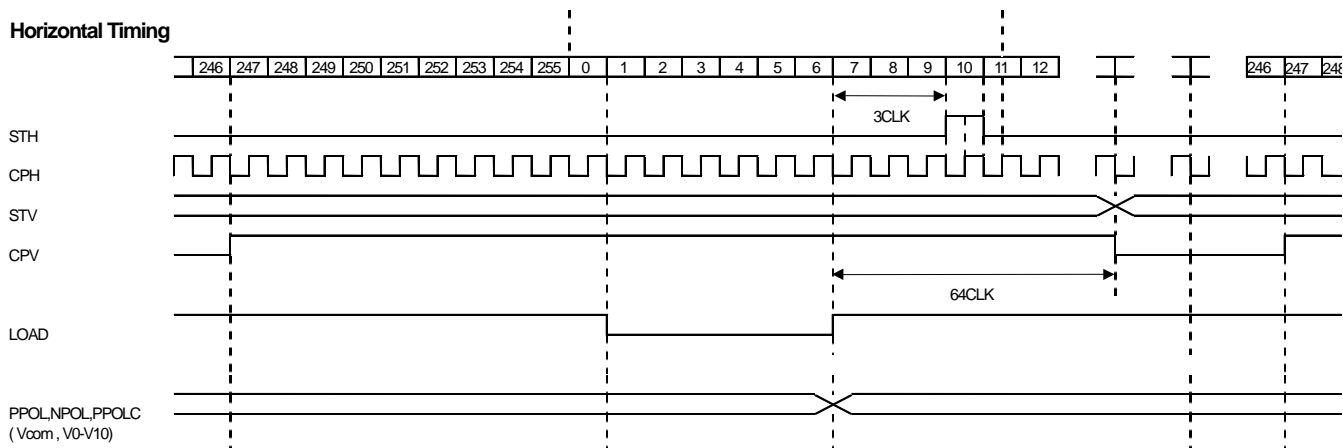 Horizontal Timing
246 247 248 249 250 251 252 253 254 255 0 1 2 3 4 5 6 7 8 9 10 11 12 246 247 248
3CLK
STH
CPH
STV
CPV
64CLK
LOAD
PPOL,NPOL,PPOLC
( Vcom , V0-V10)